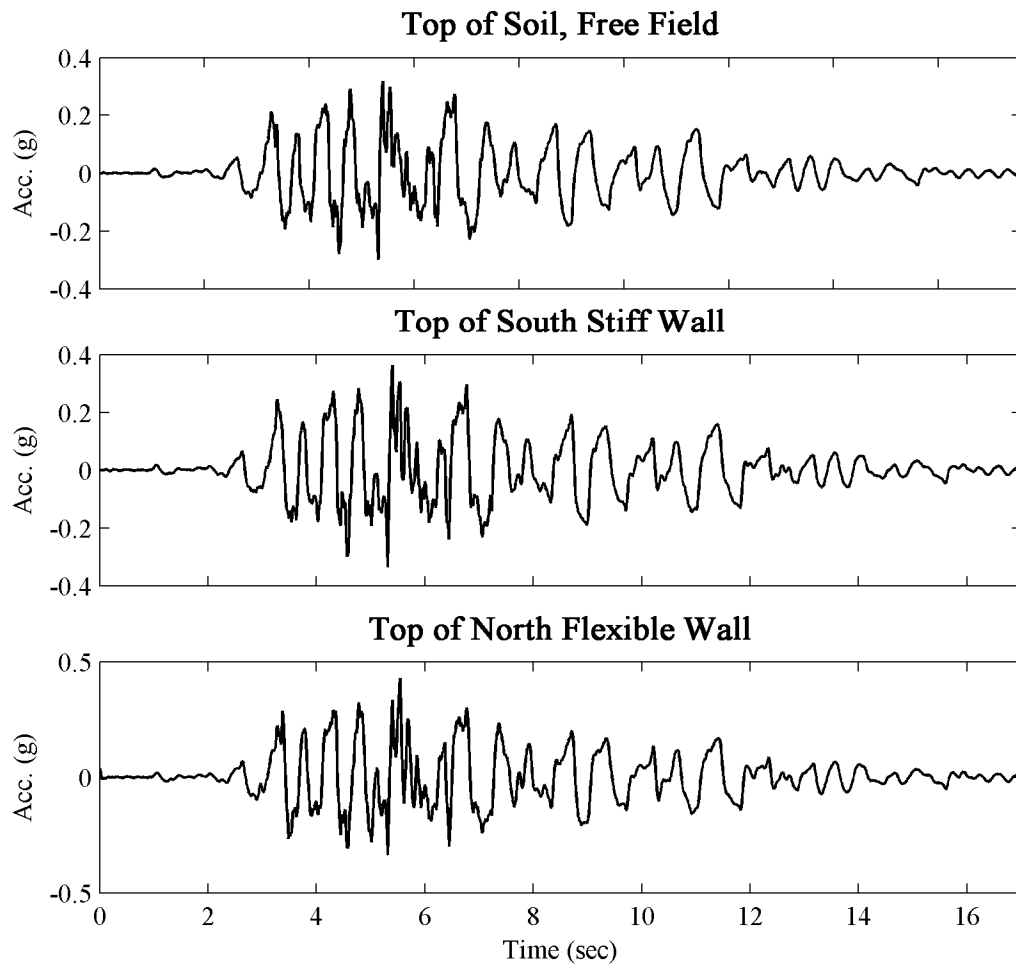 Top of Soil, Free Field
0.4
0.2
0
-0.2
-0.4
Acc. (g)
Top of South Stiff Wall
0.4
0.2
0
-0.2
-0.4
Acc. (g)
Top of North Flexible Wall
0.5
0
-0.5
Acc. (g)
0 2 4 6 8 10 12 14 16
Time (sec)